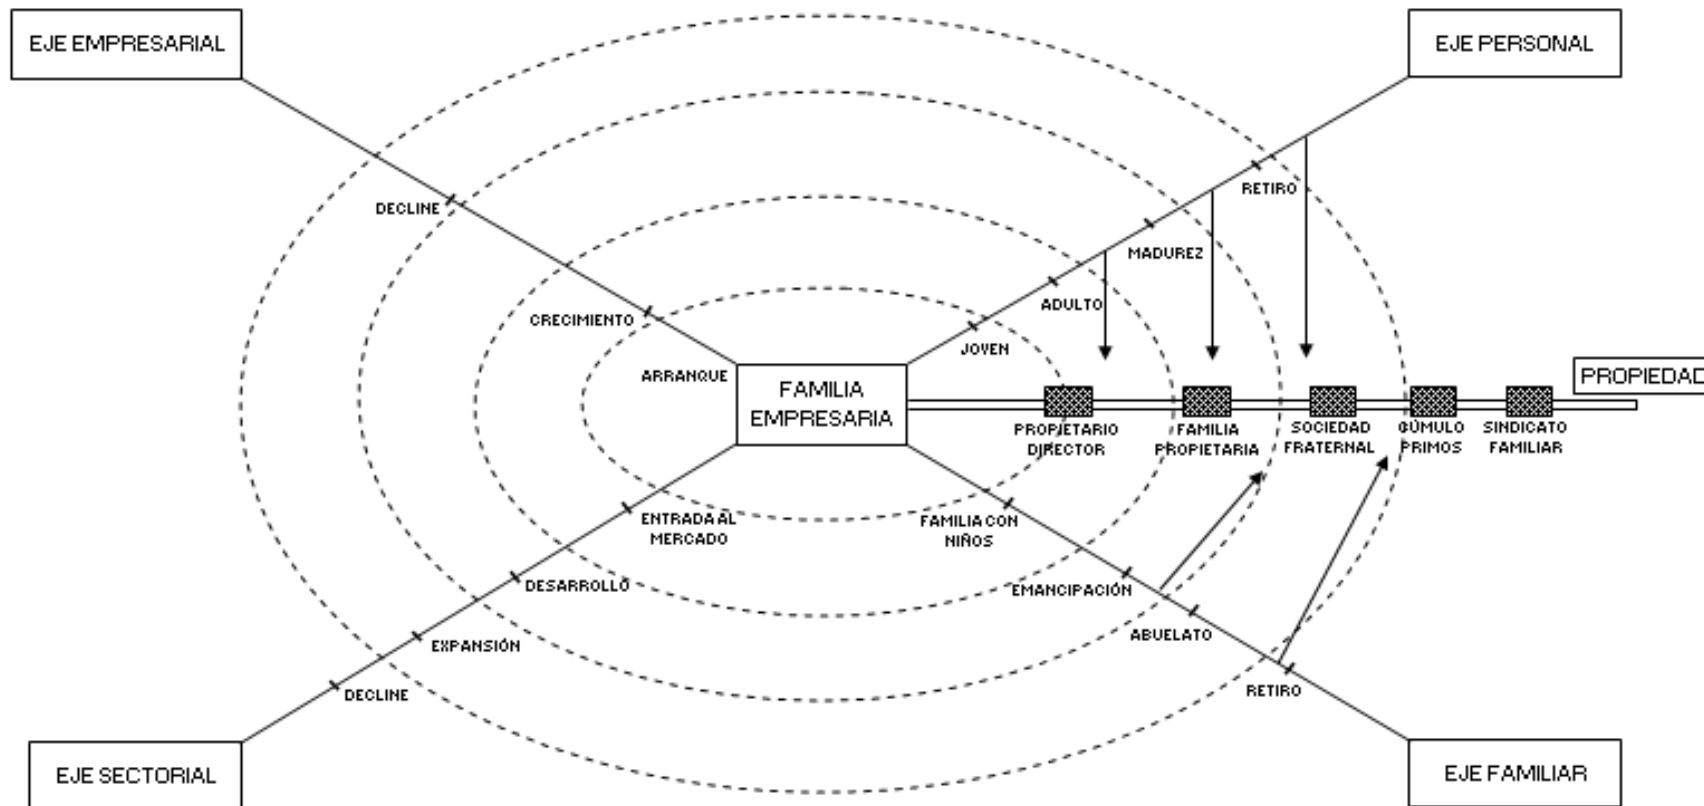 EJE EMPRESARIAL
EJE PERSONAL
DECLINE
RETIRO
MADUREZ
ADULTO
CRECIMIENTO
JOVEN
ARRANQUE
FAMILIA
EMPRESARIA
PROPIEDAD
PROPIETARIO
DIRECTOR
FAMILIA
PROPIETARIA
SOCIEDAD
FRATERNAL
CÚMULO
PRIMOS
SINDICATO
FAMILIAR
ENTRADA AL
MERCADO
FAMILIA CON
NIÑOS
DESARROLLO
EMANCIPACIÓN
EXPANSIÓN
ABUELATO
DECLINE
RETIRO
EJE SECTORIAL
EJE FAMILIAR